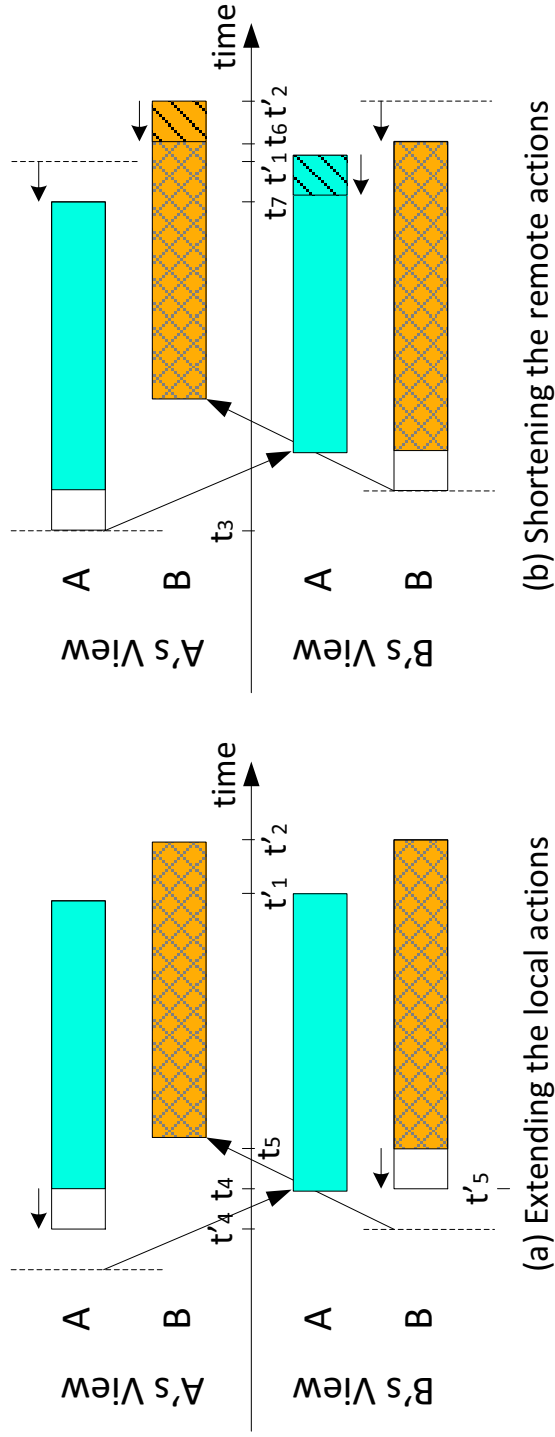 A's View
A
B
time
t'4 t4 t5 t'1 t'2
B's View
A
B
t'5
(a) Extending the local actions
A's View
A
B
time
t3 t7 t'1 t6 t'2
B's View
A
B
(b) Shortening the remote actions